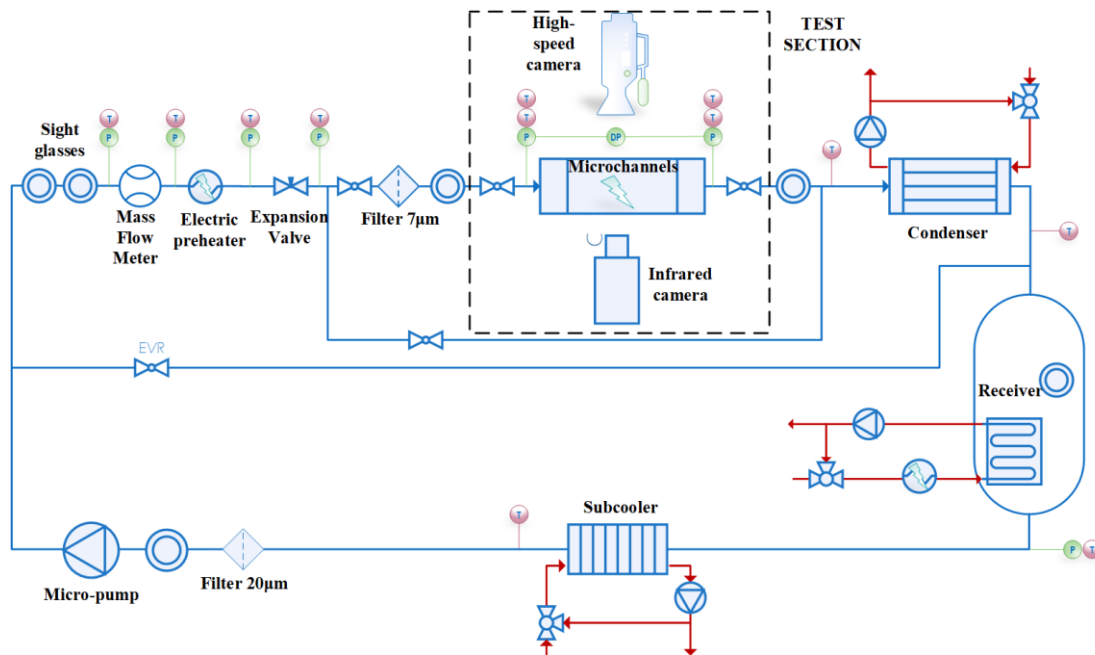 High-
speed
camera
TEST
SECTION
Sight
glasses
T
T
T
T
T
T
T
T
P
P
P
P
P
DP
P
T
Microchannels
Mass
Flow
Meter
Electric
preheater
Expansion
Valve
Filter 7µm
Condenser
T
Infrared
camera
EVR
Receiver
Subcooler
T
P
T
Micro-pump
Filter 20µm